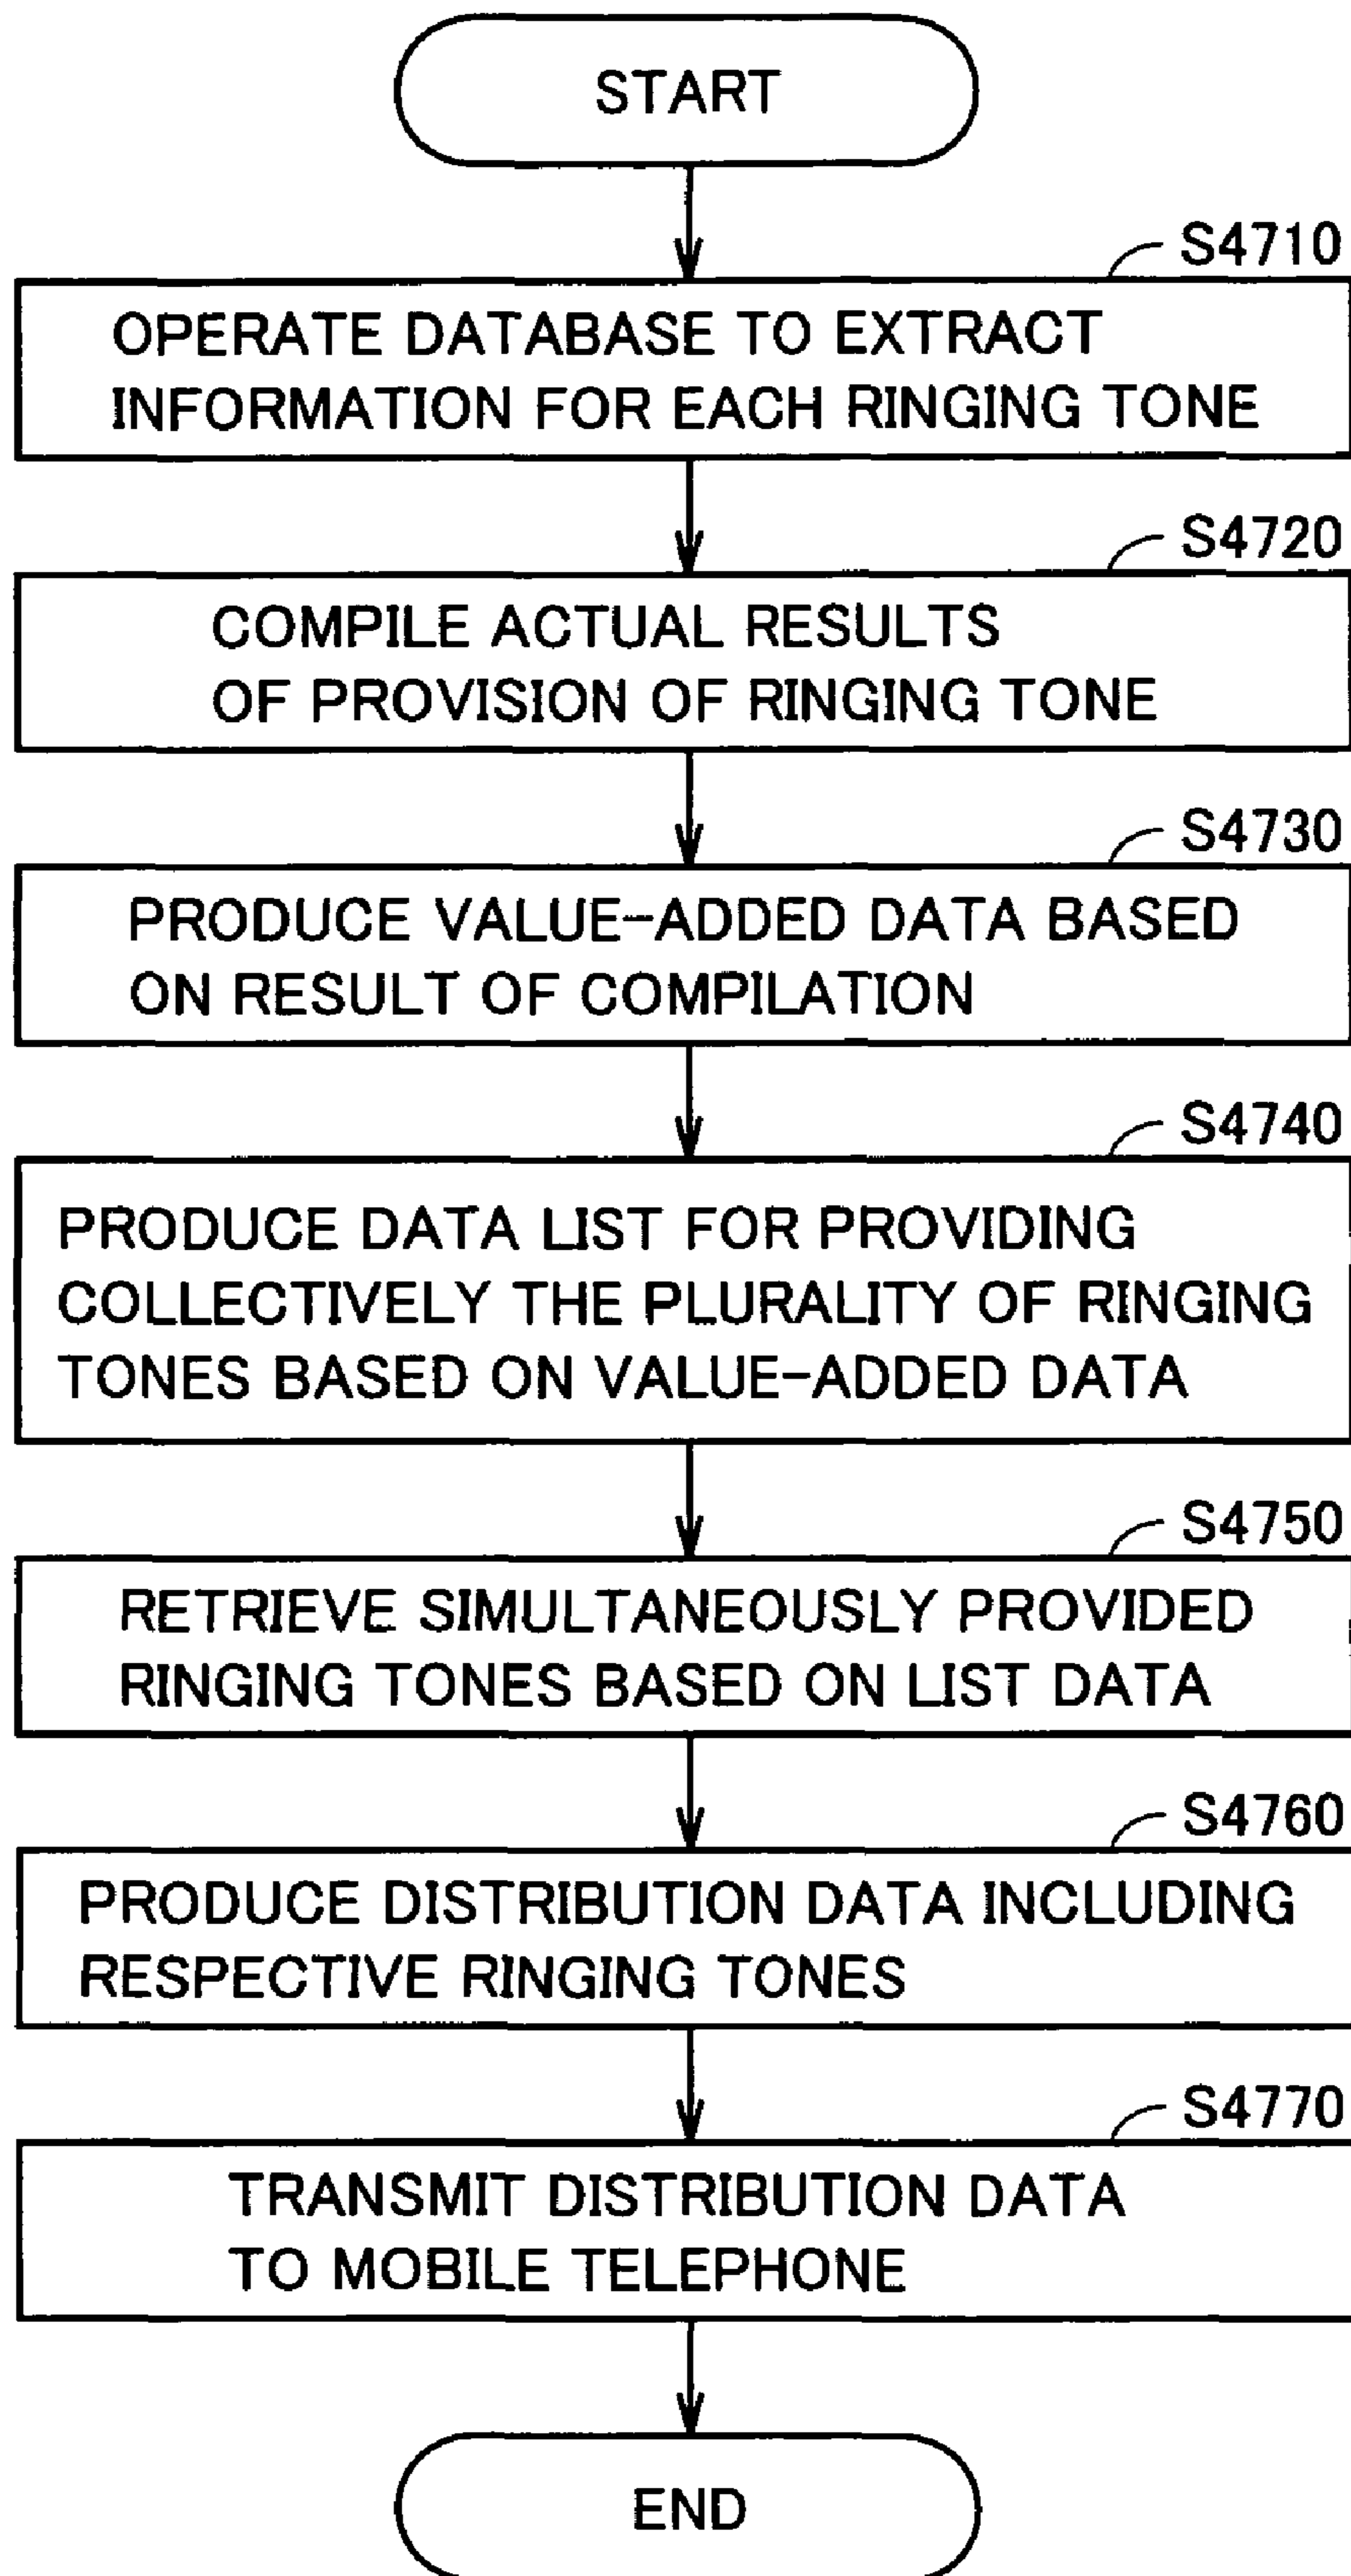 START
S4710
OPERATE DATABASE TO EXTRACT
INFORMATION FOR EACH RINGING TONE
S4720
COMPILE ACTUAL RESULTS
OF PROVISION OF RINGING TONE
S4730
PRODUCE VALUE-ADDED DATA BASED
ON RESULT OF COMPILATION
S4740
PRODUCE DATA LIST FOR PROVIDING
COLLECTIVELY THE PLURALITY OF RINGING
TONES BASED ON VALUE-ADDED DATA
S4750
RETRIEVE SIMULTANEOUSLY PROVIDED
RINGING TONES BASED ON LIST DATA
S4760
PRODUCE DISTRIBUTION DATA INCLUDING
RESPECTIVE RINGING TONES
S4770
TRANSMIT DISTRIBUTION DATA
TO MOBILE TELEPHONE
END